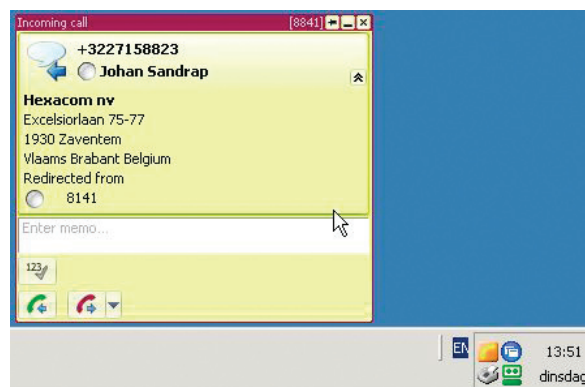 Incoming call [8841]
+3227158823
Johan Sandrap
Hexacom nv
Excelsiorlaan 75-77
1930 Zaventem
Vlaams Brabant Belgium
Redirected from
8141
Enter memo...
123
EN
13:51
dinsdag